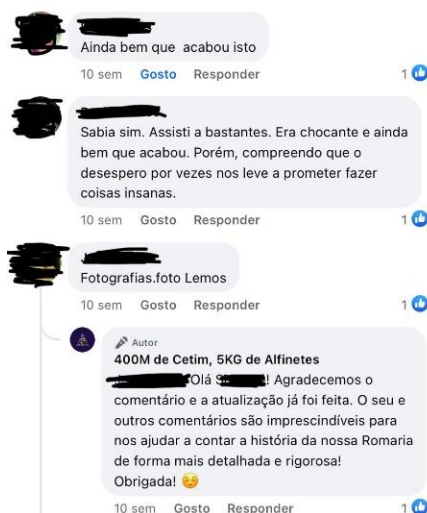 Ainda bem que acabou isto
10 sem Gosto Responder 1
Sabia sim. Assisti a bastantes. Era chocante e ainda
bem que acabou. Porém, compreendo que o
desespero por vezes nos leve a prometer fazer
coisas insanas.
10 sem Gosto Responder 1
Fotografias.foto Lemos
10 sem Gosto Responder 1
Autor
400M de Cetim, 5KG de Alfinetes
Olá S! Agradecemos o
comentário e a atualização já foi feita. O seu e
outros comentários são imprescindíveis para
nos ajudar a contar a história da nossa Romaria
de forma mais detalhada e rigorosa!
Obrigada! ☺️
10 sem Gosto Responder 1